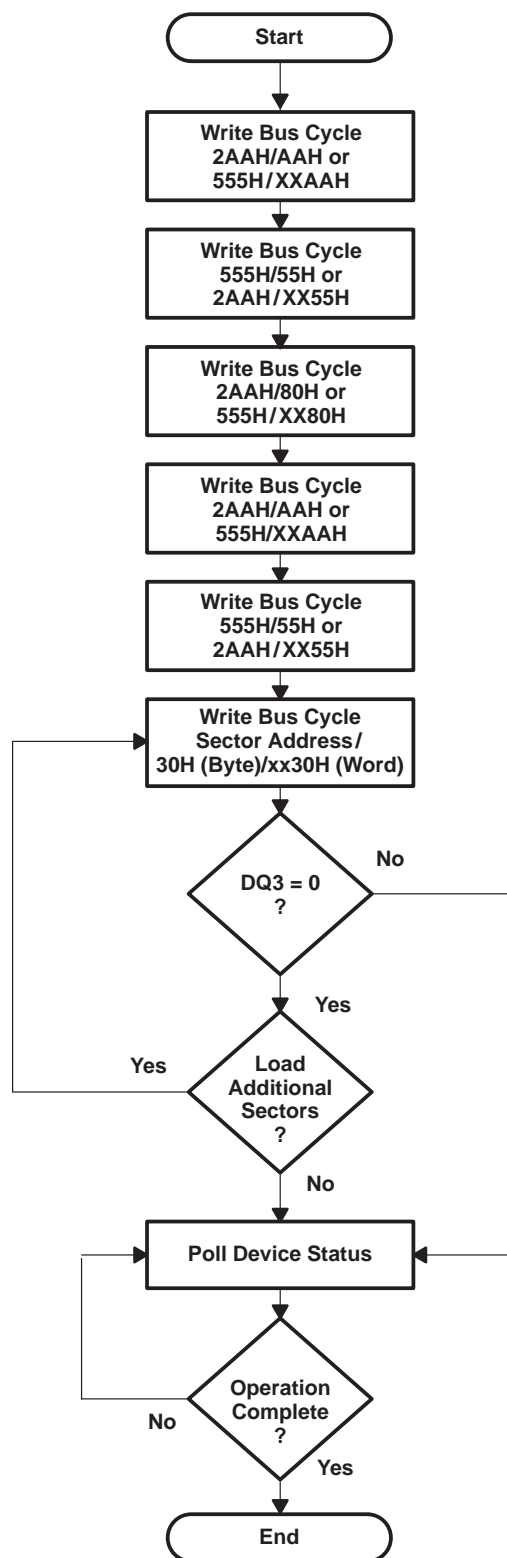 Start
Write Bus Cycle
2AAH/AAH or
555H/XXAAH
Write Bus Cycle
555H/55H or
2AAH/XX55H
Write Bus Cycle
2AAH/80H or
555H/XX80H
Write Bus Cycle
2AAH/AAH or
555H/XXAAH
Write Bus Cycle
555H/55H or
2AAH/XX55H
Write Bus Cycle
Sector Address/
30H (Byte)/xx30H (Word)
No
DQ3 = 0
?
Yes
Yes
Load
Additional
Sectors
?
No
Poll Device Status
Operation
Complete
?
No
Yes
End